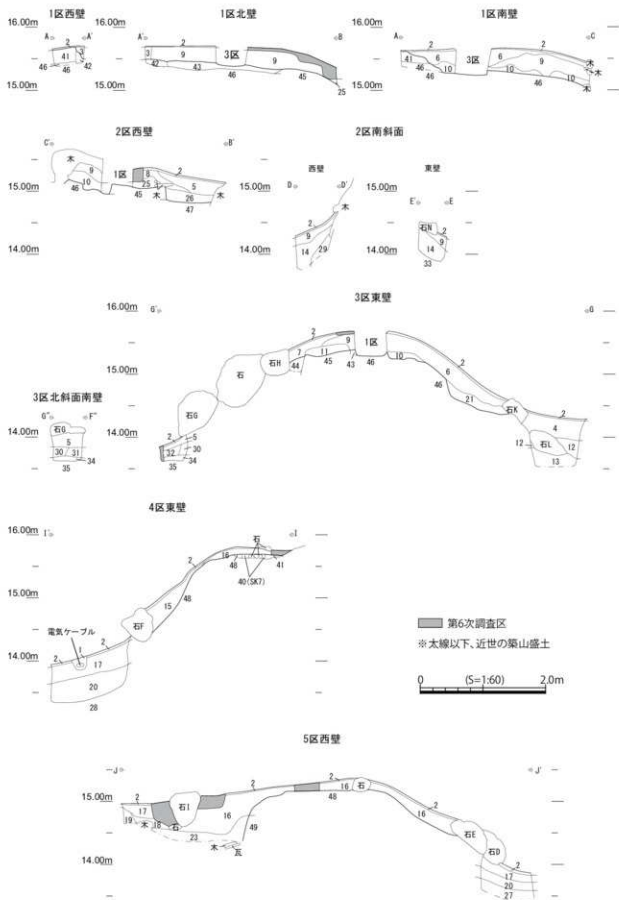 1区西壁
16.00m
A A'
2
41 3
46 46 42
15.00m
1区北壁
A' B
2
3 9 3区 9
42 43 46 45
25
1区南壁
16.00m
A C
2 2
41 6 3区 6 9 木
46 46 10 10 46 木
木
15.00m
2区西壁
C' B'
木
9 1区 8 2
10 25 5
46 45 木 26 木
47
15.00m
14.00m
2区南斜面
西壁
D D'
木
2
9
14 29
東壁
E' E
石N 2
9
14
33
15.00m
14.00m
3区東壁
16.00m
G' G
2 9 1区
石H 7 11 10 2
44 45 43 46 6
石 46
21 石K
石G 2
4
2 5 12 石L 12
32 30 13
35 34
15.00m
14.00m
3区北斜面南壁
G" F"
石G
5
30 31
35 34
14.00m
4区東壁
16.00m
I' I
石
2 16
48 41
40(SK7)
15 48
石F
電気ケーブル
2 1 2
17
20
28
15.00m
14.00m
第6次調査区
※太線以下、近世の築山盛土
0 (S=1:60) 2.0m
5区西壁
J J'
2 2 2
石I 16 石
17 48 2
19 木 18 石 16 16
23 49 石E
木 瓦 石D 2
17
20
27
15.00m
14.00m